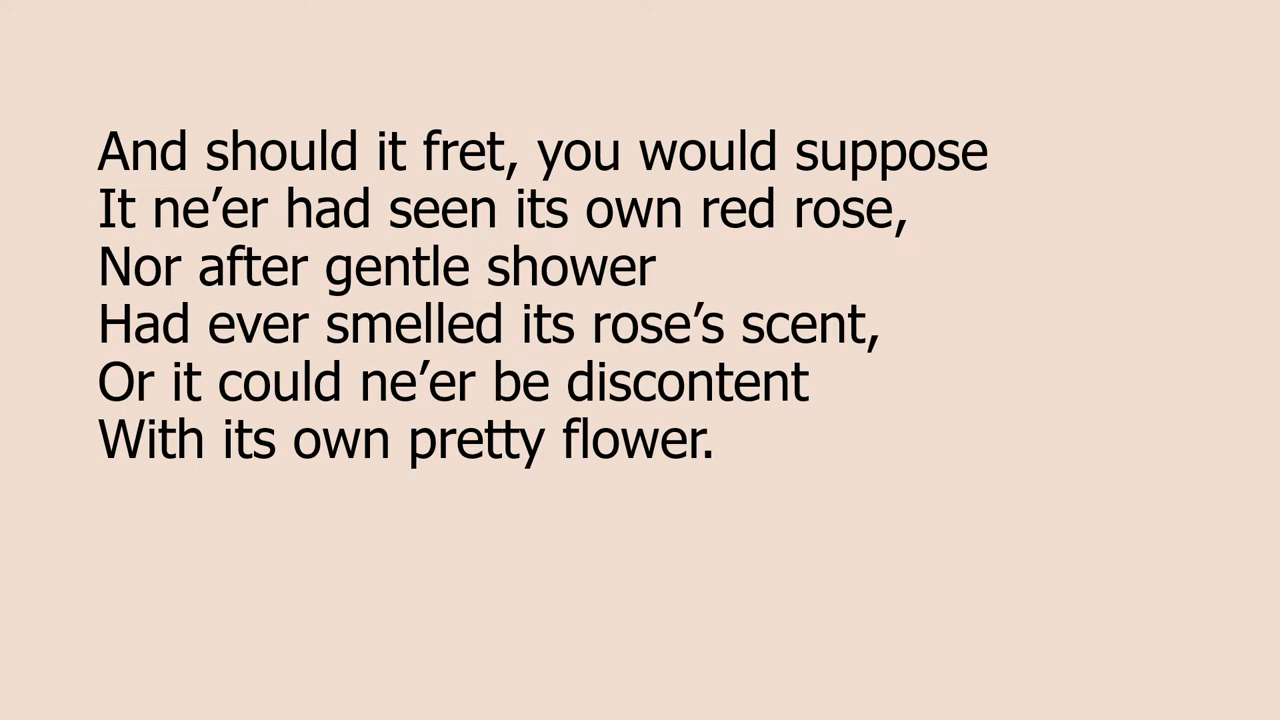 And should it fret, you would suppose
It ne’er had seen its own red rose,
Nor after gentle shower
Had ever smelled its rose’s scent,
Or it could ne’er be discontent
With its own pretty flower.